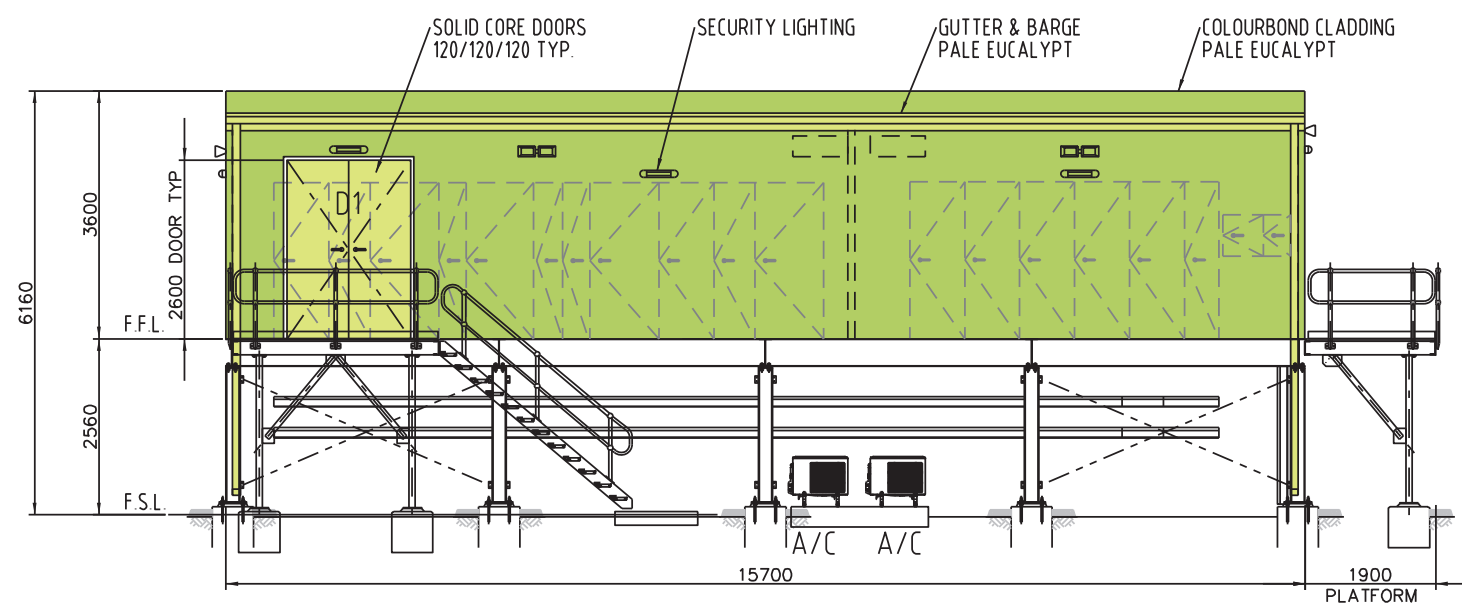 SOLID CORE DOORS
120/120/120 TYP.
SECURITY LIGHTING
GUTTER & BARGE
PALE EUCALYPT
COLOURBOND CLADDING
PALE EUCALYPT
6160
3600
2600 DOOR TYP
D1
F.F.L.
2560
F.S.L.
A/C
A/C
15700
1900
PLATFORM